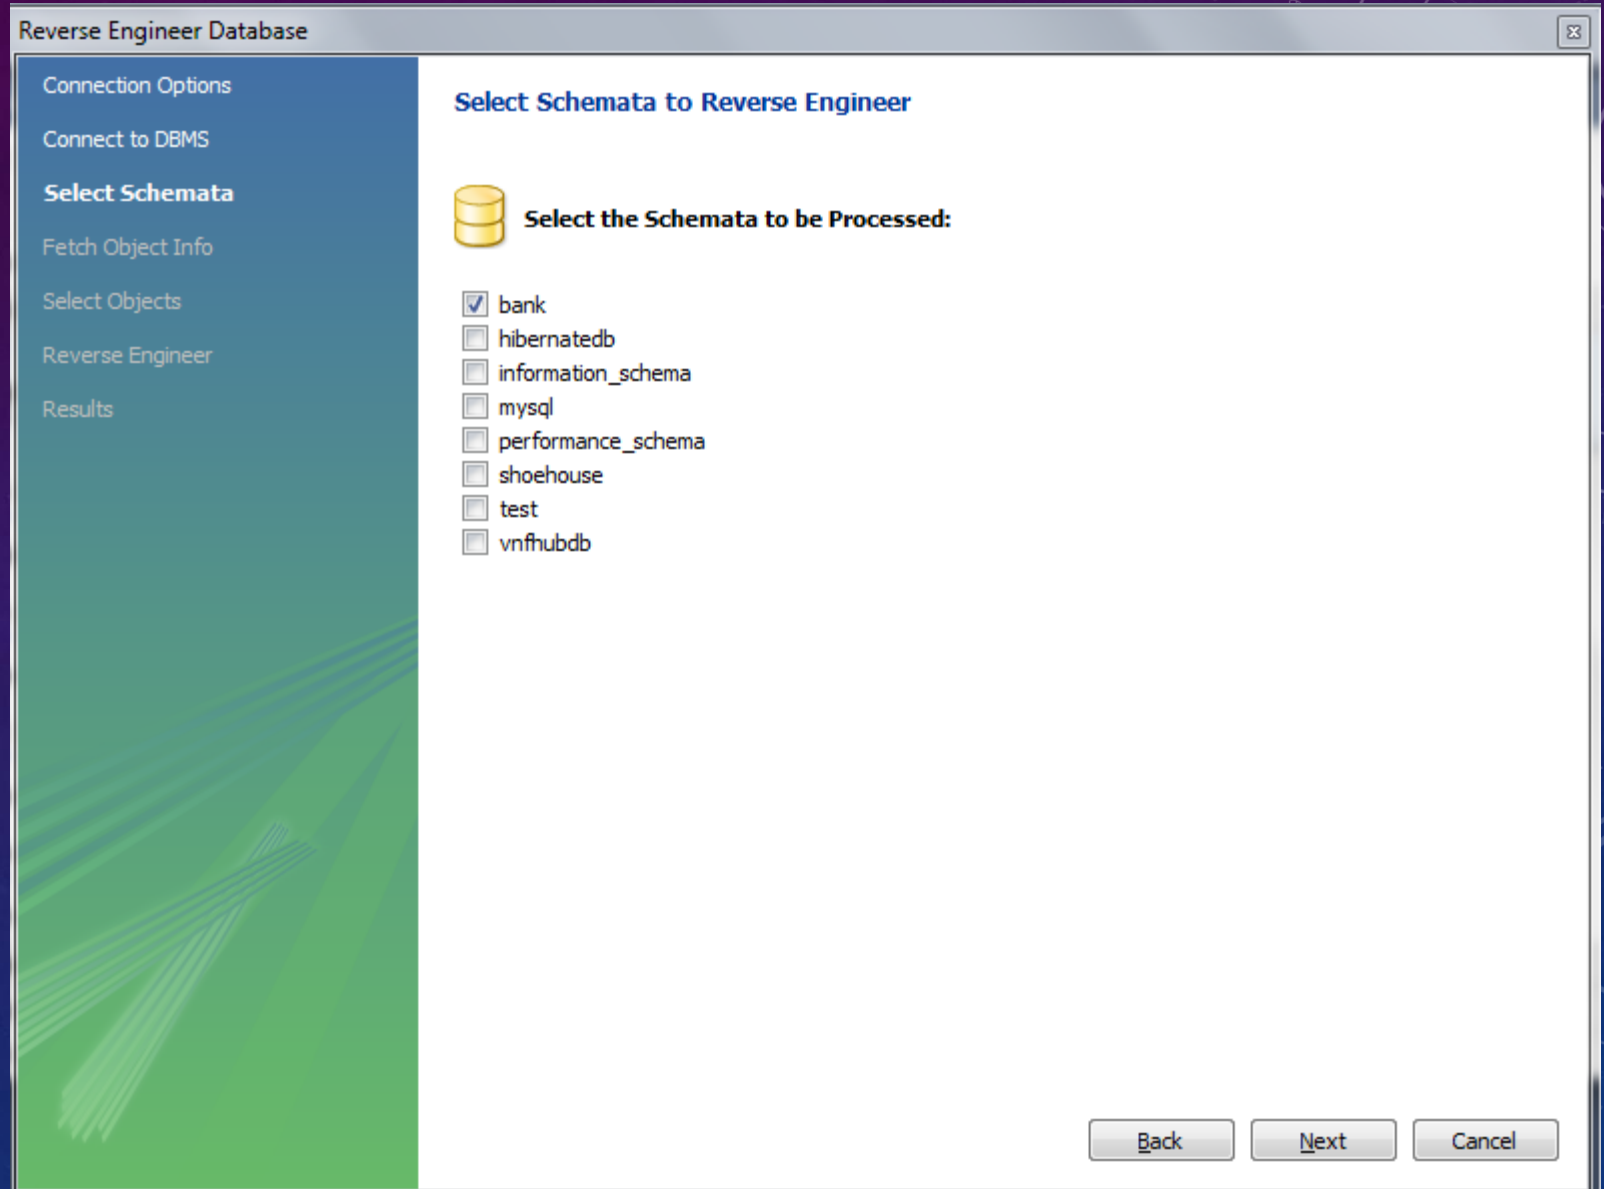 Reverse Engineer Database
Connection Options
Connect to DBMS
Select Schemata
Fetch Object Info
Select Objects
Reverse Engineer
Results
Select Schemata to Reverse Engineer
Select the Schemata to be Processed:
bank
hibernatedb
information_schema
mysql
performance_schema
shoehouse
test
vnfhubdb
Back
Next
Cancel